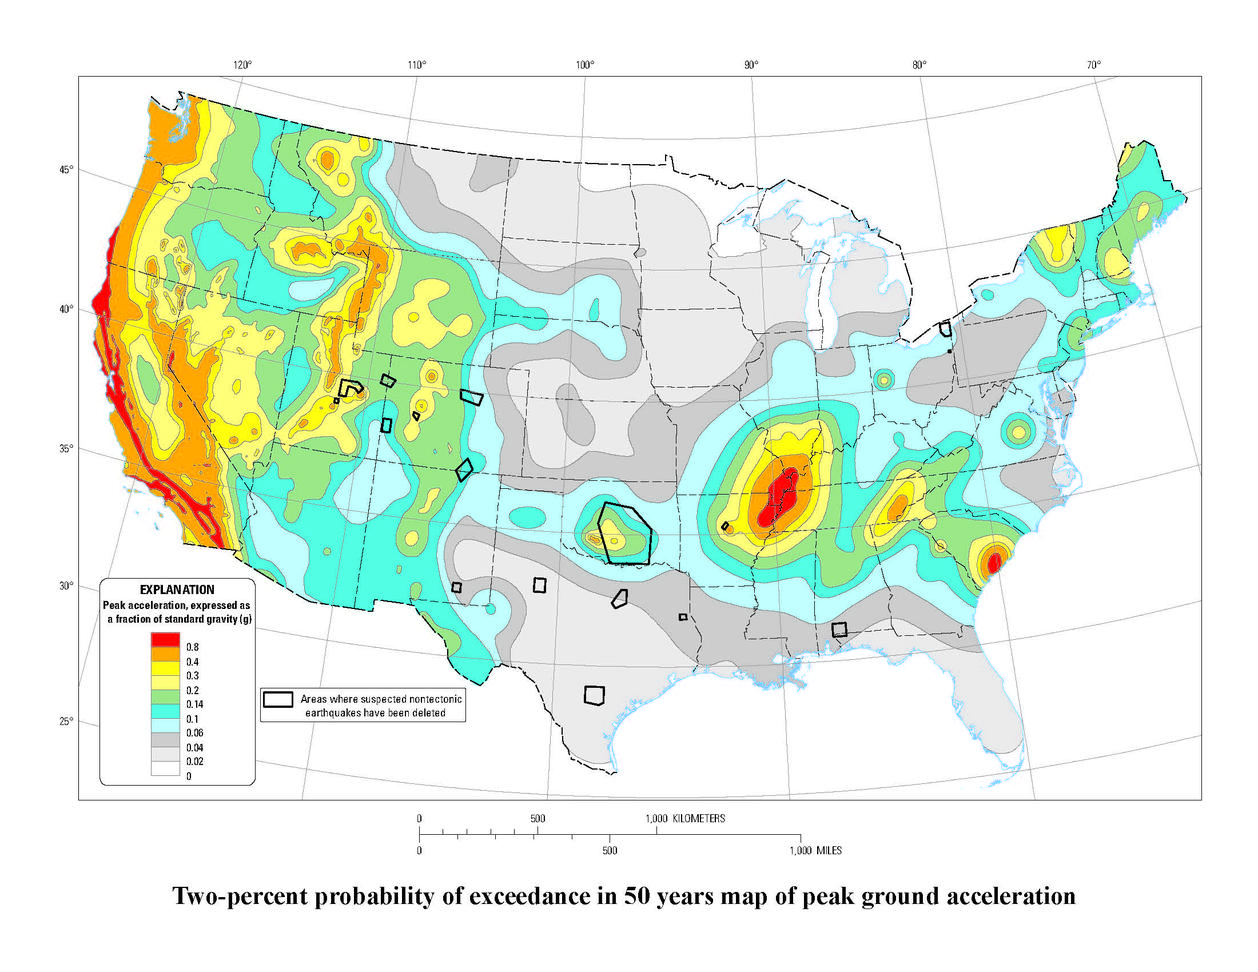 120° 110° 100° 90° 80° 70°
45°
40°
35°
30°
25°
EXPLANATION
Peak acceleration, expressed as
a fraction of standard gravity (g)
0.8
0.4
0.3
0.2
0.14
0.1
0.06
0.04
0.02
0
Areas where suspected nontectonic
earthquakes have been deleted
0 500 1,000 KILOMETERS
0 500 1,000 MILES
Two-percent probability of exceedance in 50 years map of peak ground acceleration